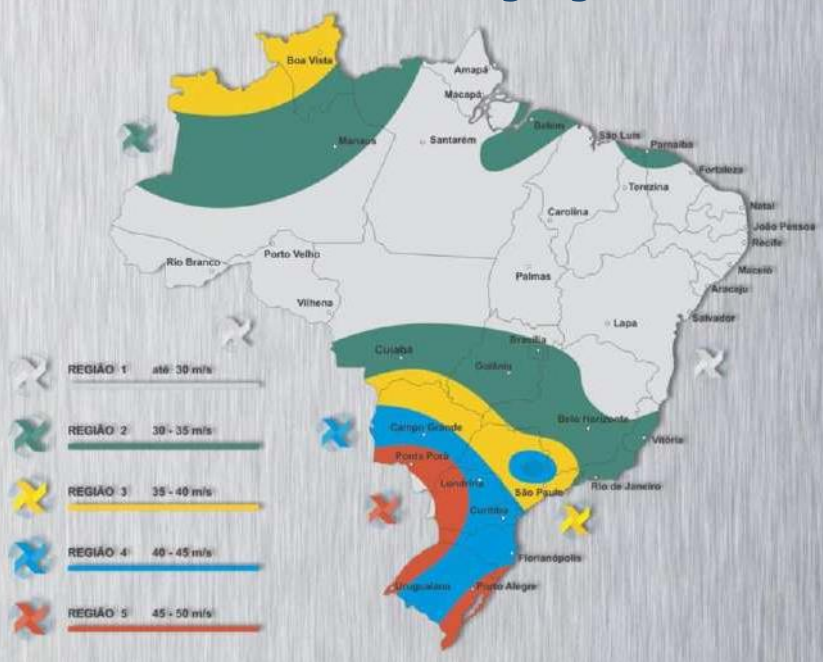 Boa Vista
Amapá
Macapá
Manaus
Santarém
Belém
São Luis
Parnaíba
Fortaleza
Terezina
Natal
Carolina
João Pessoa
Recife
Rio Branco
Porto Velho
Palmas
Maceió
Aracaju
Vilhena
Lapa
Salvador
Brasília
Cuiabá
Goiânia
REGIÃO 1 até 30 m/s
Belo Horizonte
REGIÃO 2 30 - 35 m/s
Campo Grande
Vitória
Ponta Porã
Londrina
São Paulo
Rio de Janeiro
REGIÃO 3 35 - 40 m/s
Curitiba
REGIÃO 4 40 - 45 m/s
Florianópolis
Uruguaiana
Porto Alegre
REGIÃO 5 45 - 50 m/s